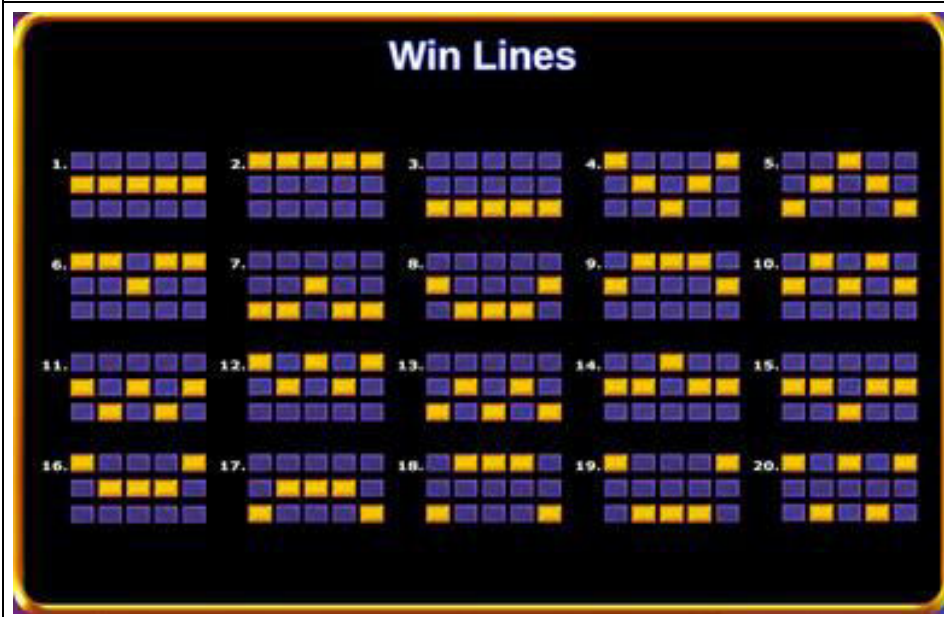 Win Lines
1. 2. 3. 4. 5.
6. 7. 8. 9. 10.
11. 12. 13. 14. 15.
16. 17. 18. 19. 20.